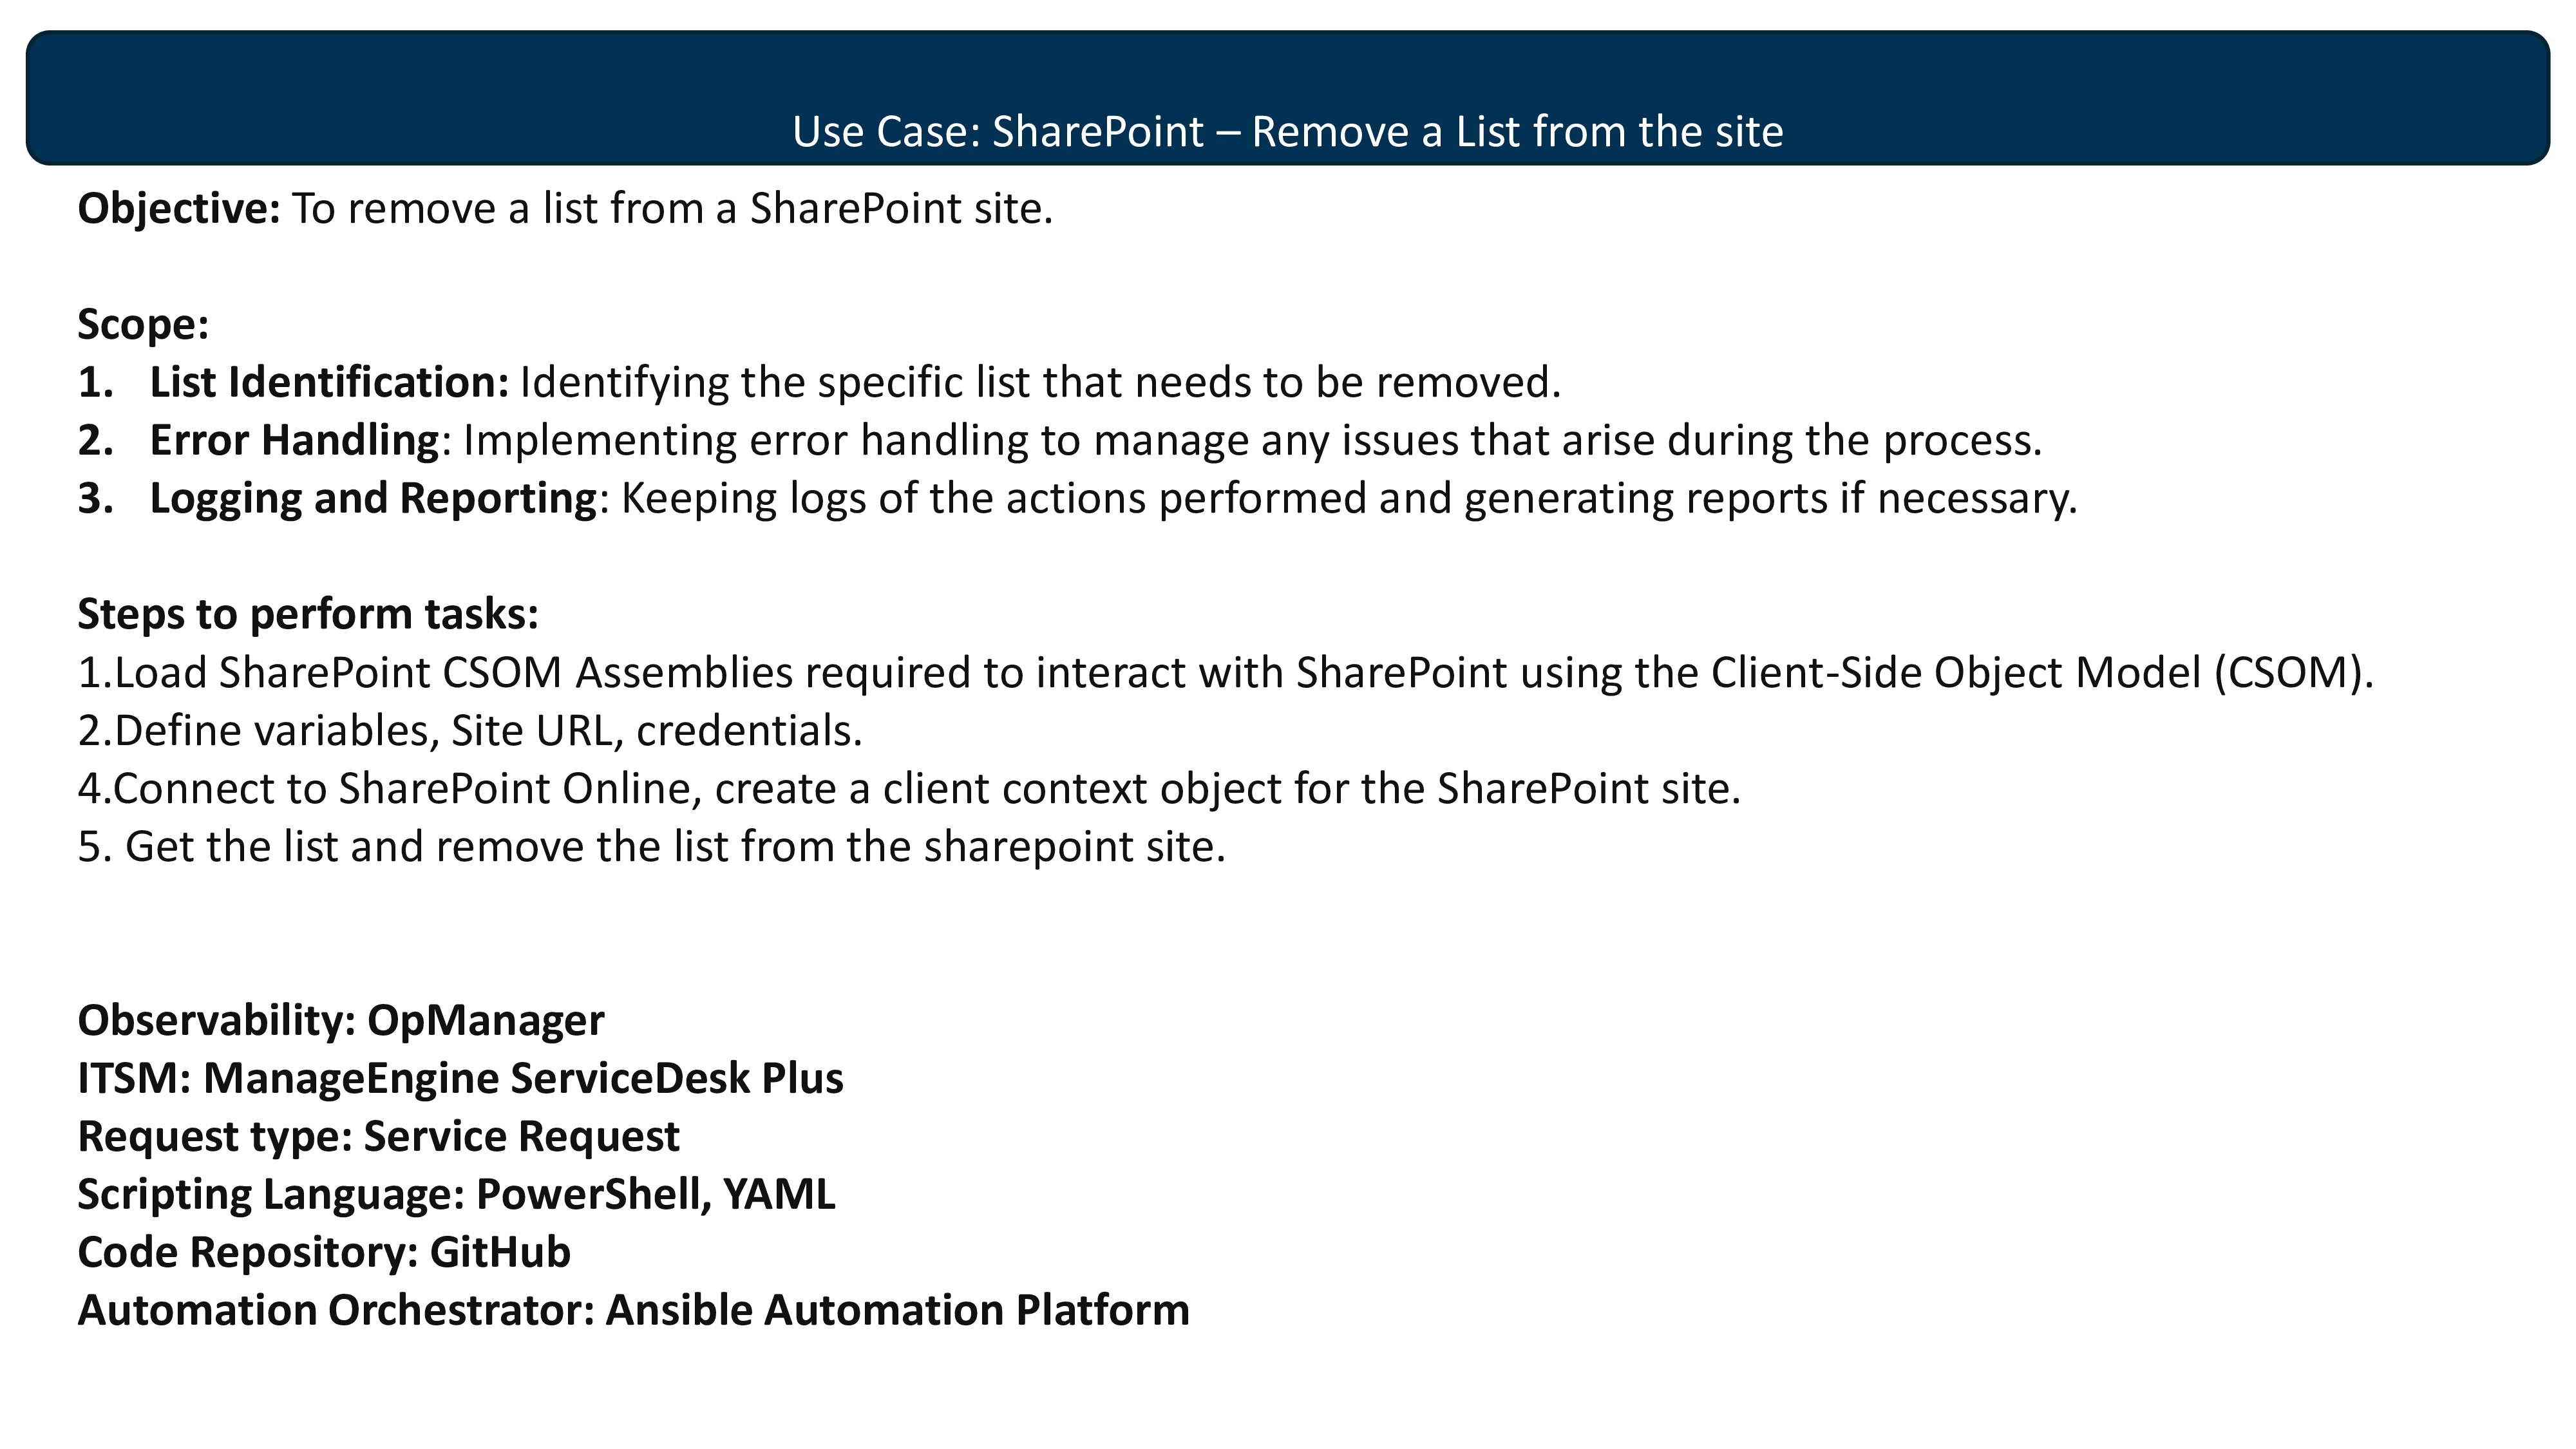 Use Case: SharePoint – Remove a List from the site
Objective: To remove a list from a SharePoint site.
Scope:
1. List Identification: Identifying the specific list that needs to be removed.
2. Error Handling: Implementing error handling to manage any issues that arise during the process.
3. Logging and Reporting: Keeping logs of the actions performed and generating reports if necessary.
Steps to perform tasks:
1.Load SharePoint CSOM Assemblies required to interact with SharePoint using the Client-Side Object Model (CSOM).
2.Define variables, Site URL, credentials.
4.Connect to SharePoint Online, create a client context object for the SharePoint site.
5. Get the list and remove the list from the sharepoint site.
Observability: OpManager
ITSM: ManageEngine ServiceDesk Plus
Request type: Service Request
Scripting Language: PowerShell, YAML
Code Repository: GitHub
Automation Orchestrator: Ansible Automation Platform